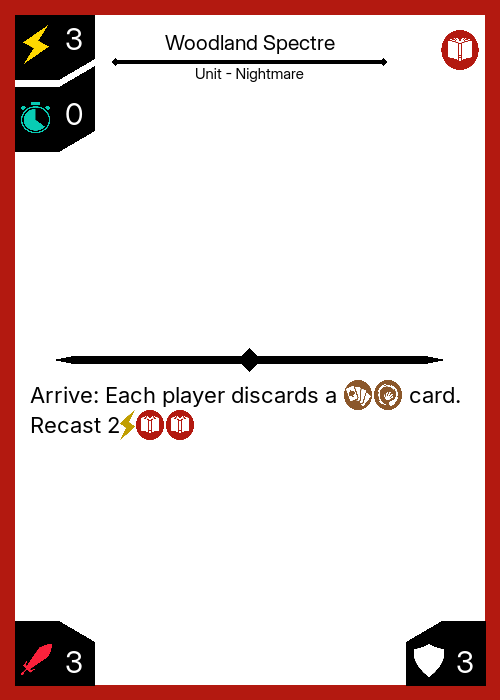 3
Woodland Spectre
Unit - Nightmare
0
Arrive: Each player discards a card.
Recast 2
3
3